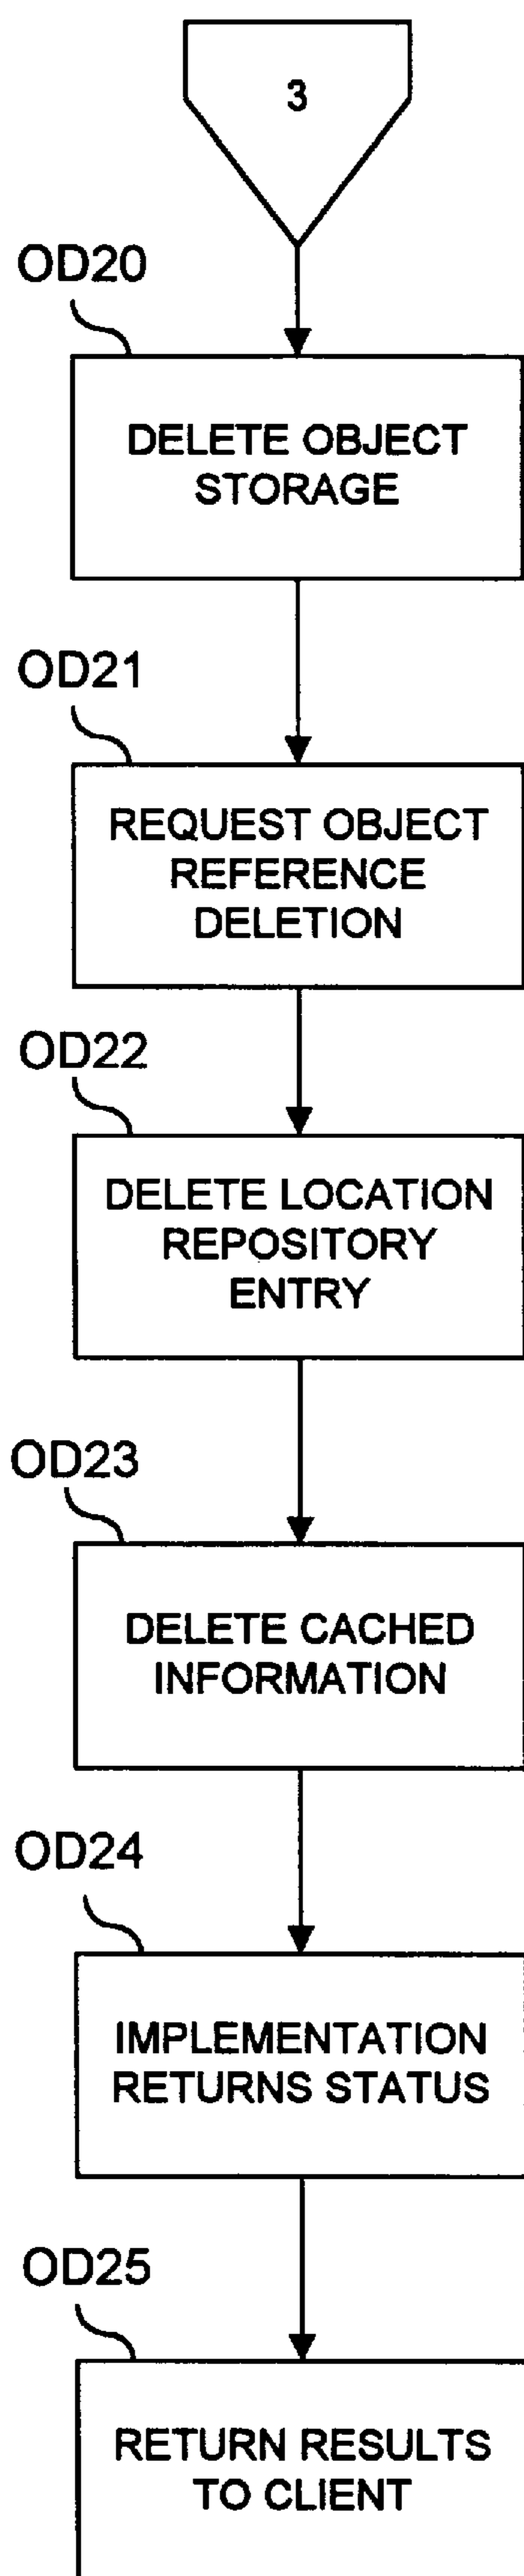 3
OD20
DELETE OBJECT
STORAGE
OD21
REQUEST OBJECT
REFERENCE
DELETION
OD22
DELETE LOCATION
REPOSITORY
ENTRY
OD23
DELETE CACHED
INFORMATION
OD24
IMPLEMENTATION
RETURNS STATUS
OD25
RETURN RESULTS
TO CLIENT